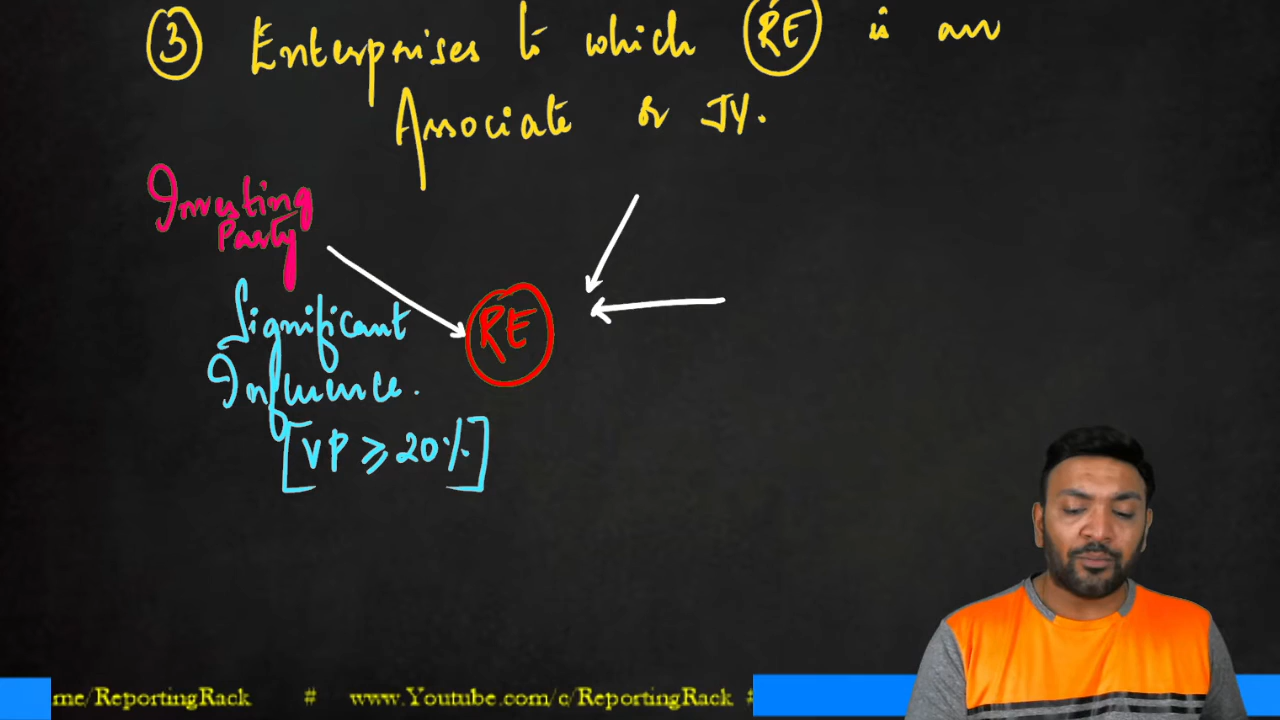 3 Enterprises to which RE is an
Associate or JV.
Investing
Party
Significant
Influence.
[VP ≥ 20%]
RE
me/ReportingRack # www.Youtube.com/c/ReportingRack #